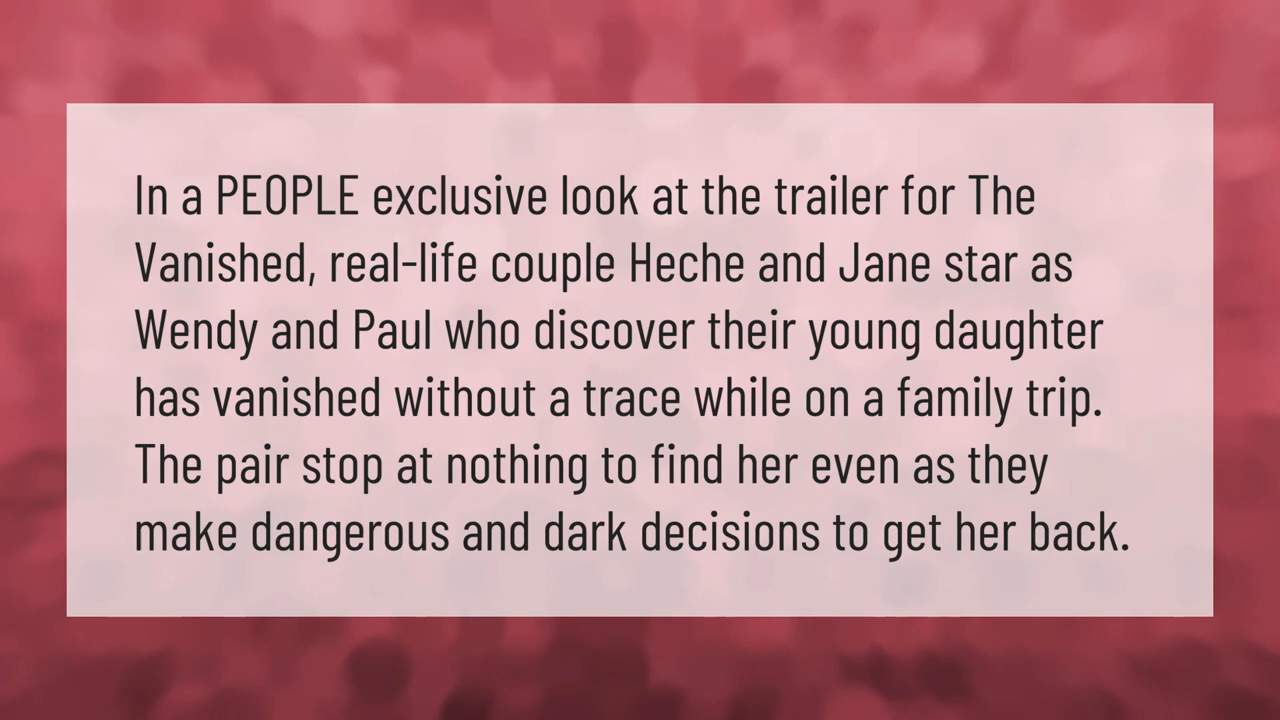 In a PEOPLE exclusive look at the trailer for The
Vanished, real-life couple Heche and Jane star as
Wendy and Paul who discover their young daughter
has vanished without a trace while on a family trip.
The pair stop at nothing to find her even as they
make dangerous and dark decisions to get her back.